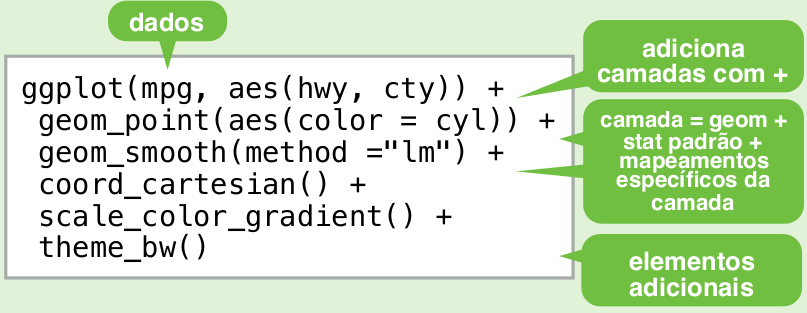 dados
ggplot(mpg, aes(hwy, cty)) +
geom_point(aes(color = cyl)) +
geom_smooth(method ="lm") +
coord_cartesian() +
scale_color_gradient() +
theme_bw()
adiciona
camadas com +
camada = geom +
stat padrão +
mapeamentos
específicos da
camada
elementos
adicionais